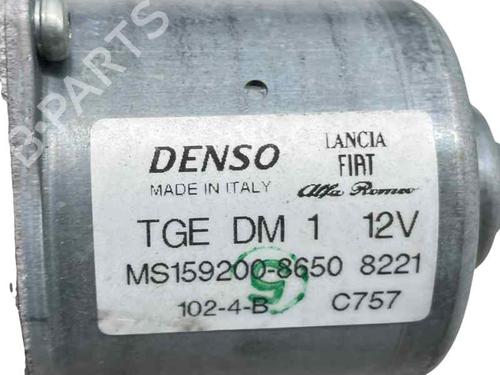 B-PARTS
DENSO LANCIA
FIAT
MADE IN ITALY Alfa Romeo
TGE DM 1 12V
MS159200-8650 8221
5
102-4-B C757